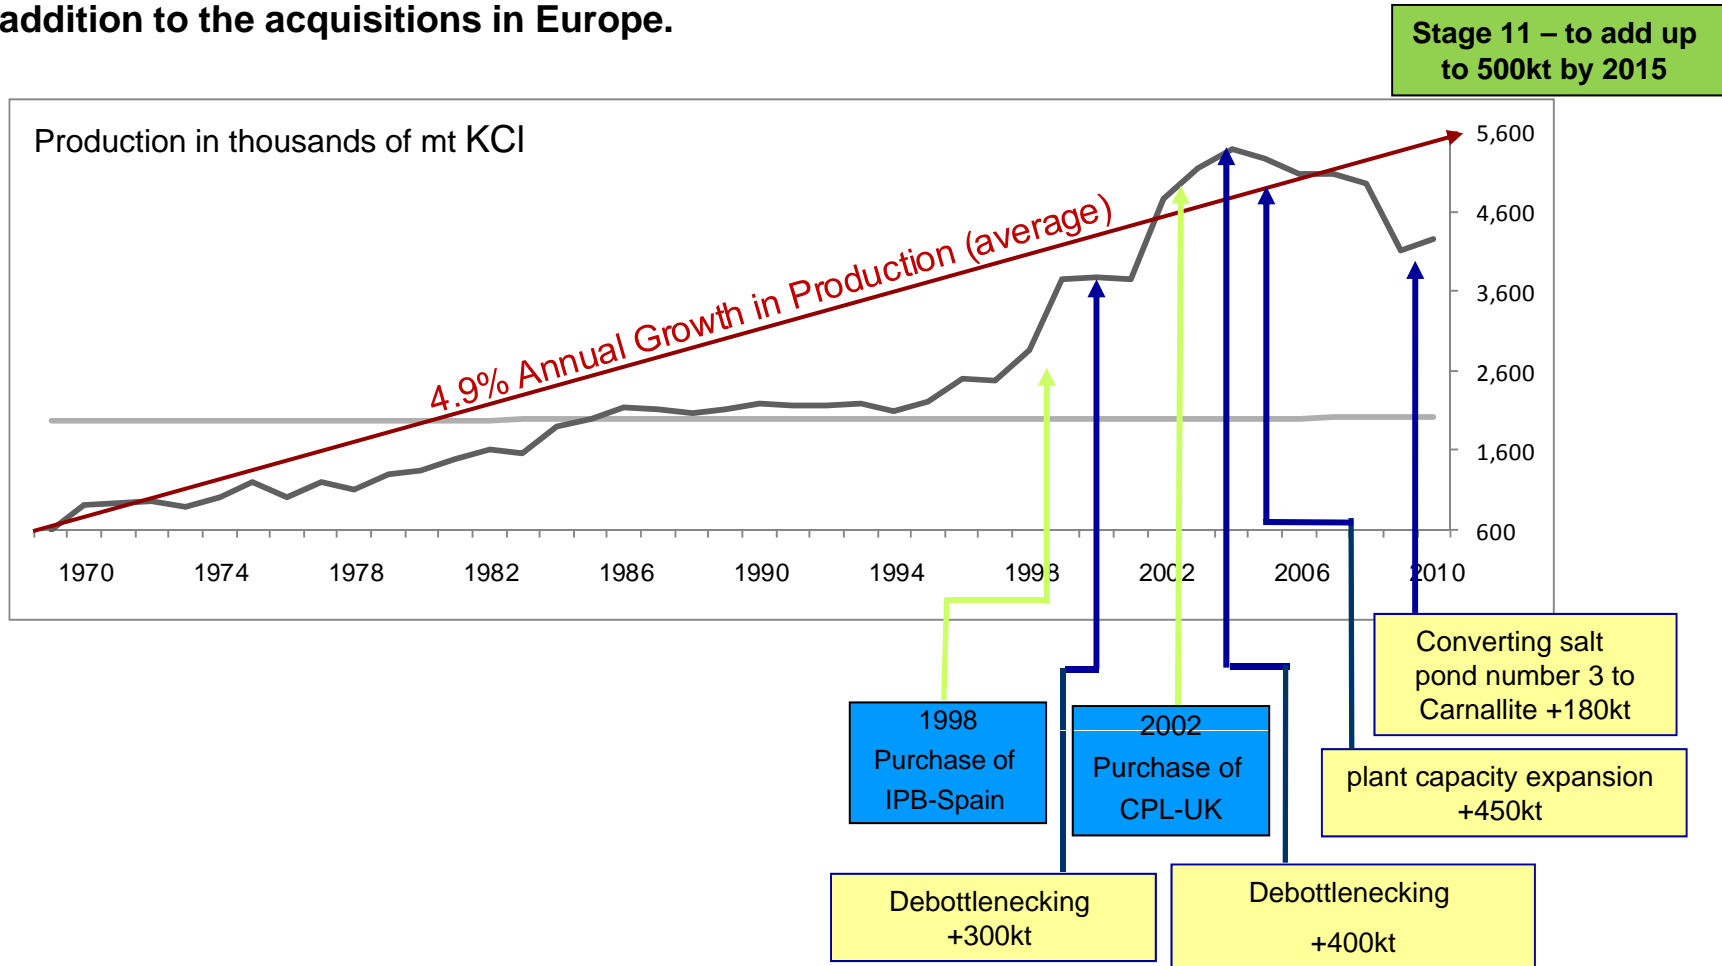 addition to the acquisitions in Europe.
Stage 11 – to add up
to 500kt by 2015
Production in thousands of mt KCl
4.9% Annual Growth in Production (average)
5,600
4,600
3,600
2,600
1,600
600
1970
1974
1978
1982
1986
1990
1994
1998
2002
2006
2010
Converting salt
pond number 3 to
Carnallite +180kt
1998
Purchase of
IPB-Spain
2002
Purchase of
CPL-UK
plant capacity expansion
+450kt
Debottlenecking
+300kt
Debottlenecking
+400kt